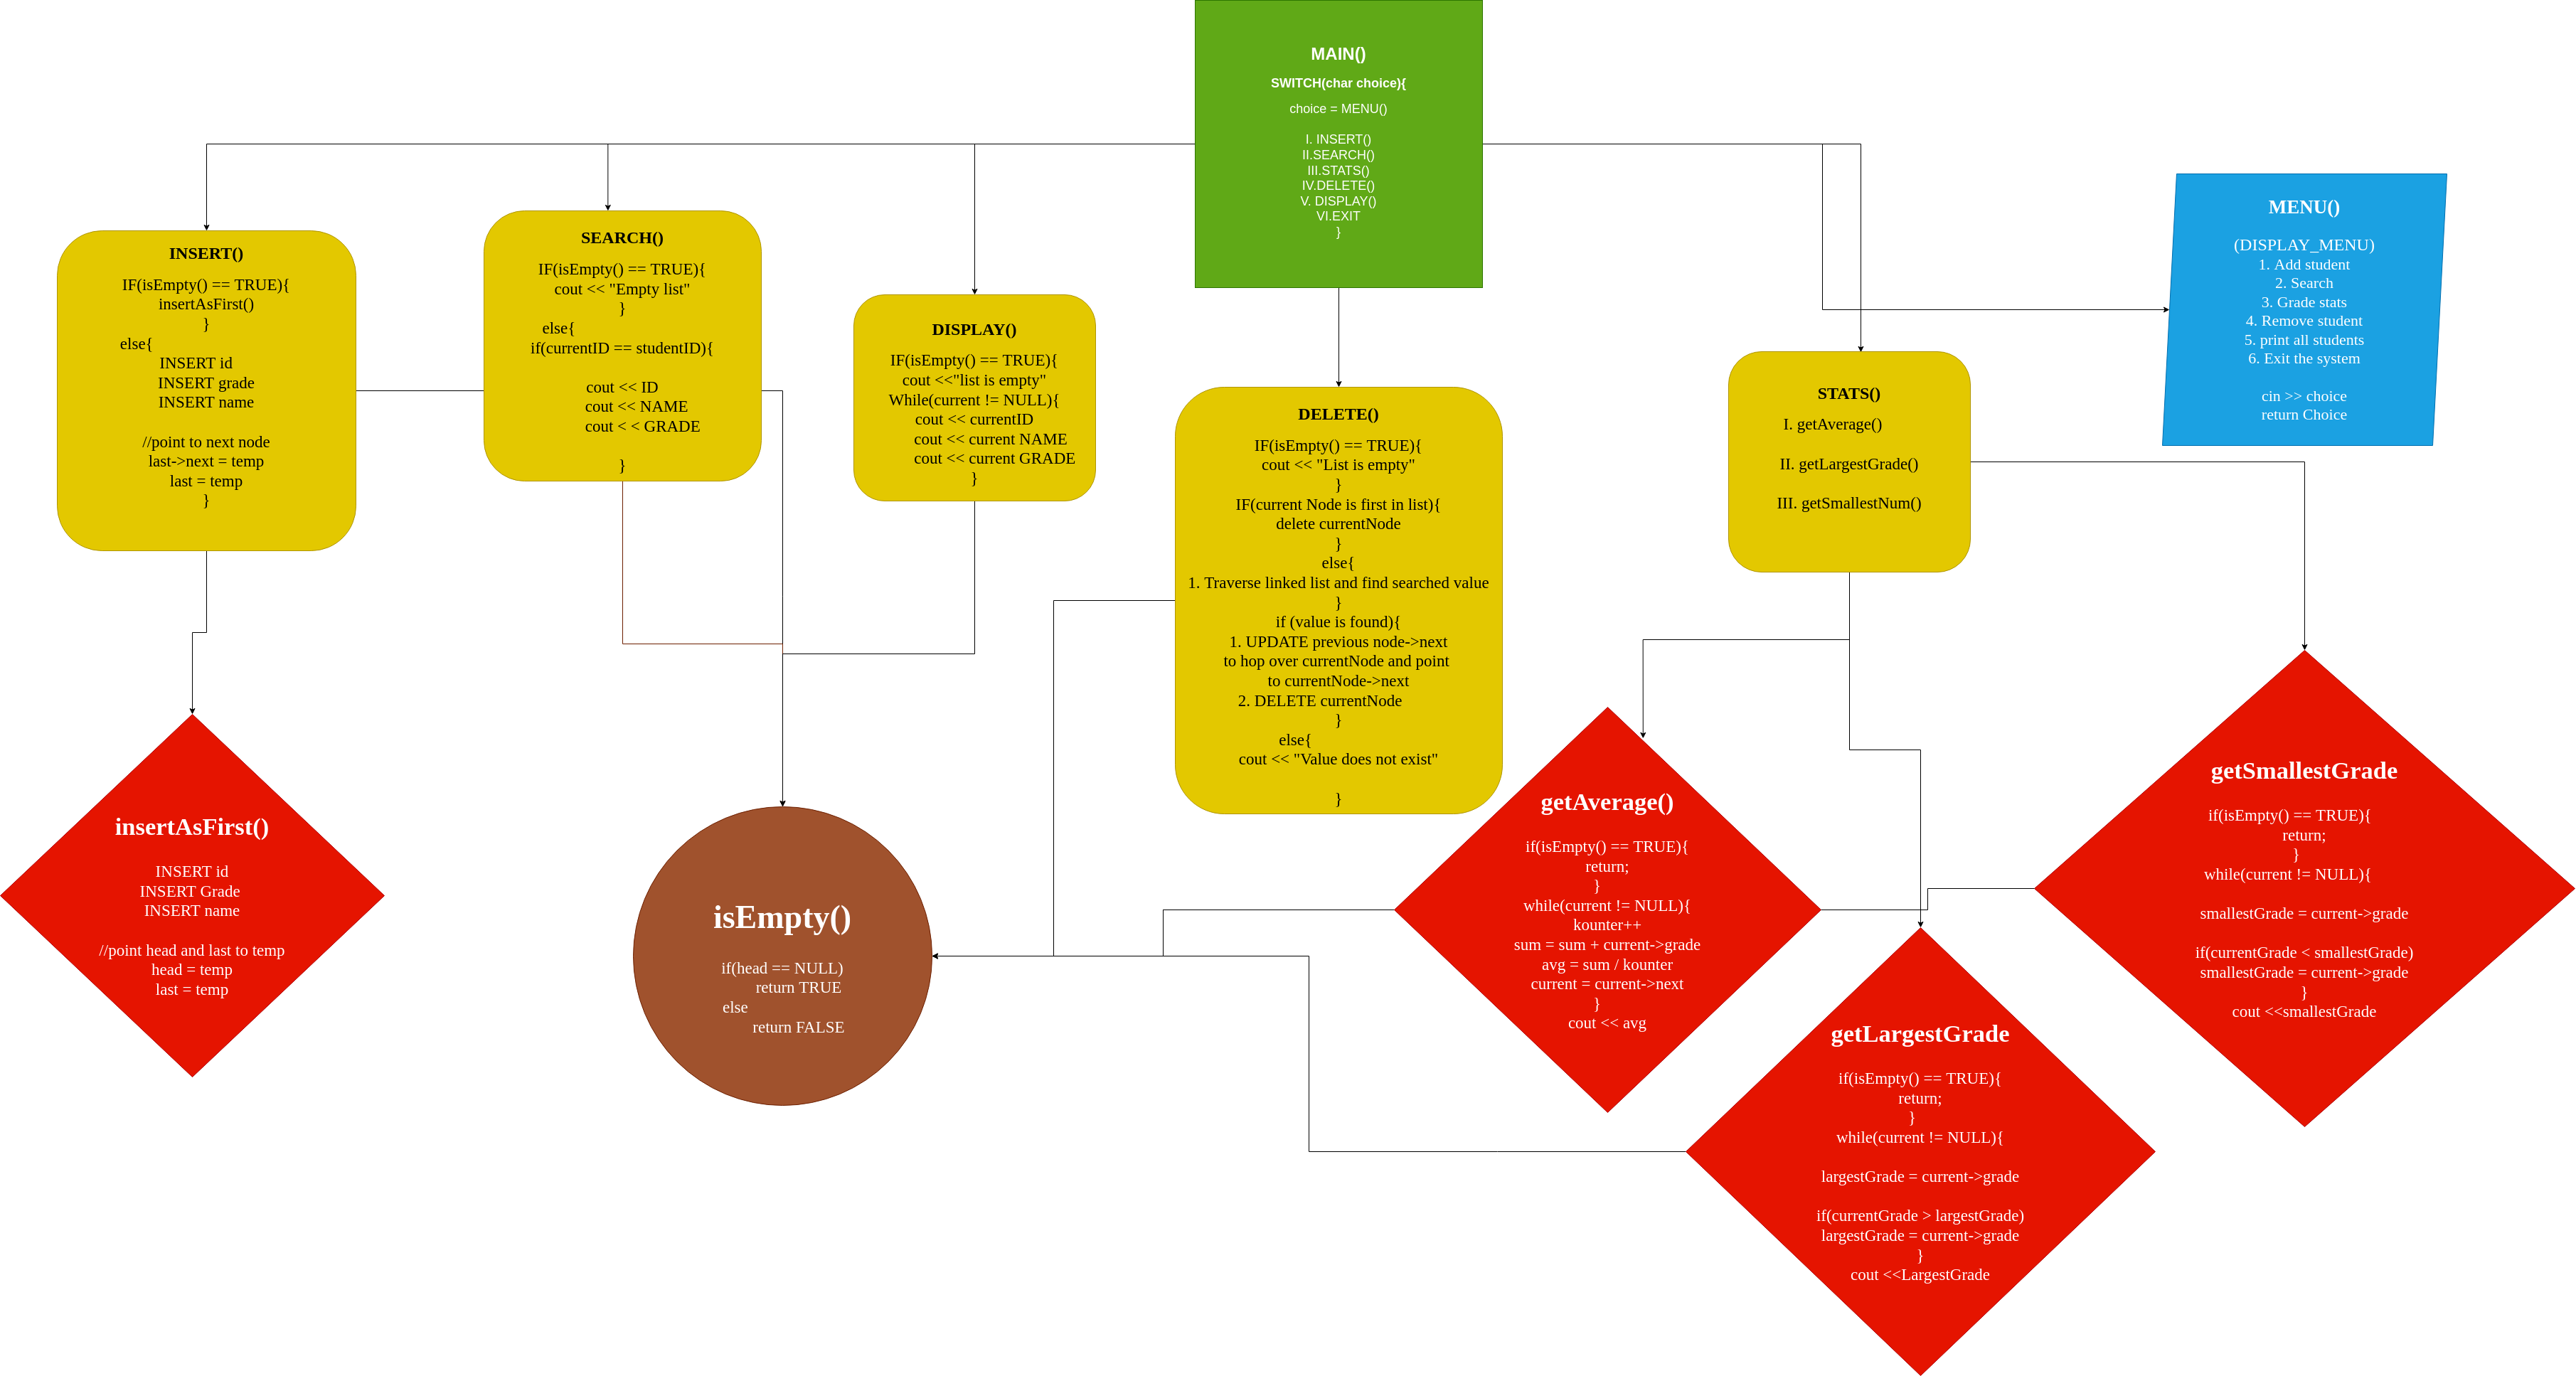 MAIN()
SWITCH(char choice){
choice = MENU()
I. INSERT()
II.SEARCH()
III.STATS()
IV.DELETE()
V. DISPLAY()
VI.EXIT
}
MENU()
(DISPLAY_MENU)
1. Add student
2. Search
3. Grade stats
4. Remove student
5. print all students
6. Exit the system
cin >> choice
return Choice
INSERT()
IF(isEmpty() == TRUE){
insertAsFirst()
}
else{
INSERT id
INSERT grade
INSERT name
//point to next node
last->next = temp
last = temp
}
SEARCH()
IF(isEmpty() == TRUE){
cout << "Empty list"
}
else{
if(currentID == studentID){
cout << ID
cout << NAME
cout < < GRADE
}
DISPLAY()
IF(isEmpty() == TRUE){
cout <<"list is empty"
While(current != NULL){
cout << currentID
cout << current NAME
cout << current GRADE
}
DELETE()
IF(isEmpty() == TRUE){
cout << "List is empty"
}
IF(current Node is first in list){
delete currentNode
}
else{
1. Traverse linked list and find searched value
}
if (value is found){
1. UPDATE previous node->next
to hop over currentNode and point
to currentNode->next
2. DELETE currentNode
}
else{
cout << "Value does not exist"
}
STATS()
I. getAverage()
II. getLargestGrade()
III. getSmallestNum()
insertAsFirst()
INSERT id
INSERT Grade
INSERT name
//point head and last to temp
head = temp
last = temp
isEmpty()
if(head == NULL)
return TRUE
else
return FALSE
getAverage()
if(isEmpty() == TRUE){
return;
}
while(current != NULL){
kounter++
sum = sum + current->grade
avg = sum / kounter
current = current->next
}
cout << avg
getSmallestGrade
if(isEmpty() == TRUE){
return;
}
while(current != NULL){
smallestGrade = current->grade
if(currentGrade < smallestGrade)
smallestGrade = current->grade
}
cout <<smallestGrade
getLargestGrade
if(isEmpty() == TRUE){
return;
}
while(current != NULL){
largestGrade = current->grade
if(currentGrade > largestGrade)
largestGrade = current->grade
}
cout <<LargestGrade